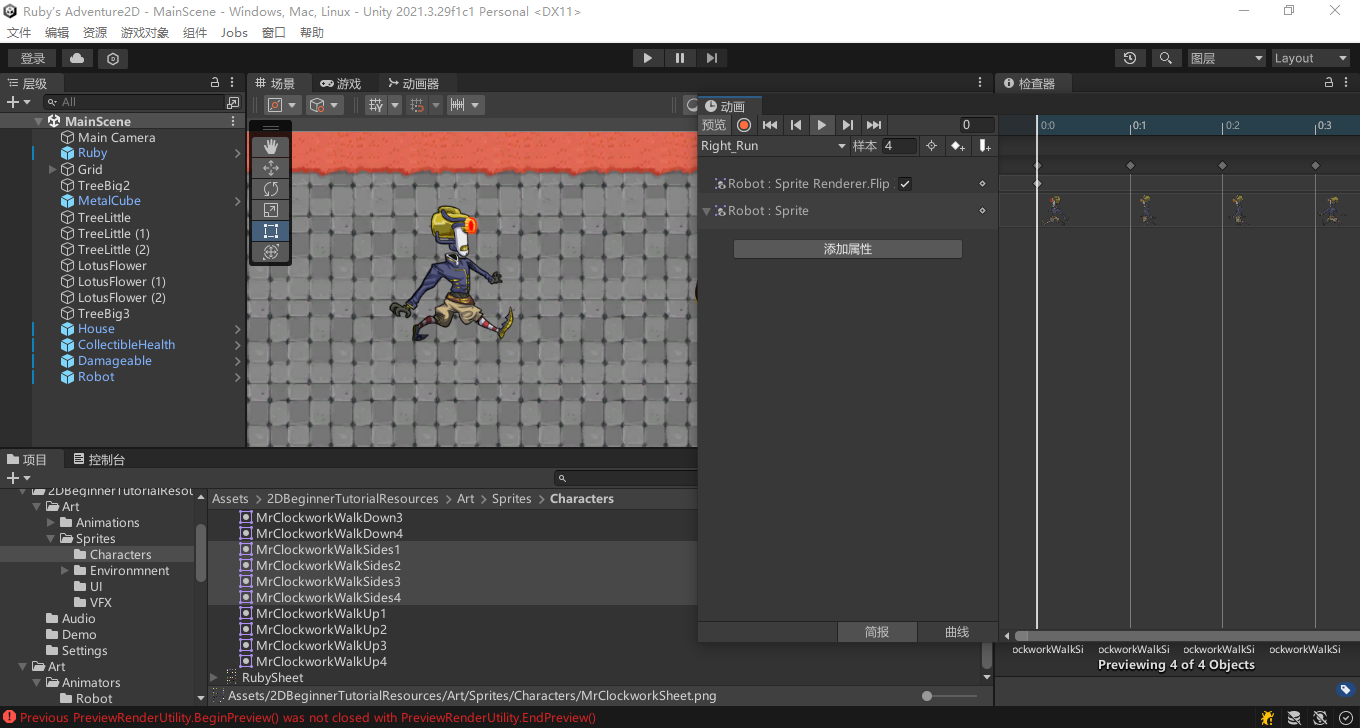 Ruby's Adventure2D - MainScene - Windows, Mac, Linux - Unity 2021.3.29f1c1 Personal <DX11>
文件 编辑 资源 游戏对象 组件 Jobs 窗口 帮助
登录 图层 Layout
层级
All
MainScene
Main Camera
Ruby
Grid
TreeBig2
MetalCube
TreeLittle
TreeLittle (1)
TreeLittle (2)
LotusFlower
LotusFlower (1)
LotusFlower (2)
TreeBig3
House
CollectibleHealth
Damageable
Robot
场景 游戏 动画器
动画
预览 0
Right_Run 样本 4
Robot : Sprite Renderer.Flip
Robot : Sprite
添加属性
简报 曲线
检查器
0:0 0:1 0:2 0:3
ockworkWalkSi ockworkWalkSi ockworkWalkSi ockworkWalkSi
Previewing 4 of 4 Objects
项目 控制台
2DBeginnerTutorialResou
Art
Animations
Sprites
Characters
Environmnent
UI
VFX
Audio
Demo
Settings
Art
Animators
Robot
Assets > 2DBeginnerTutorialResources > Art > Sprites > Characters
MrClockworkWalkDown3
MrClockworkWalkDown4
MrClockworkWalkSides1
MrClockworkWalkSides2
MrClockworkWalkSides3
MrClockworkWalkSides4
MrClockworkWalkUp1
MrClockworkWalkUp2
MrClockworkWalkUp3
MrClockworkWalkUp4
RubySheet
Assets/2DBeginnerTutorialResources/Art/Sprites/Characters/MrClockworkSheet.png
Previous PreviewRenderUtility.BeginPreview() was not closed with PreviewRenderUtility.EndPreview()